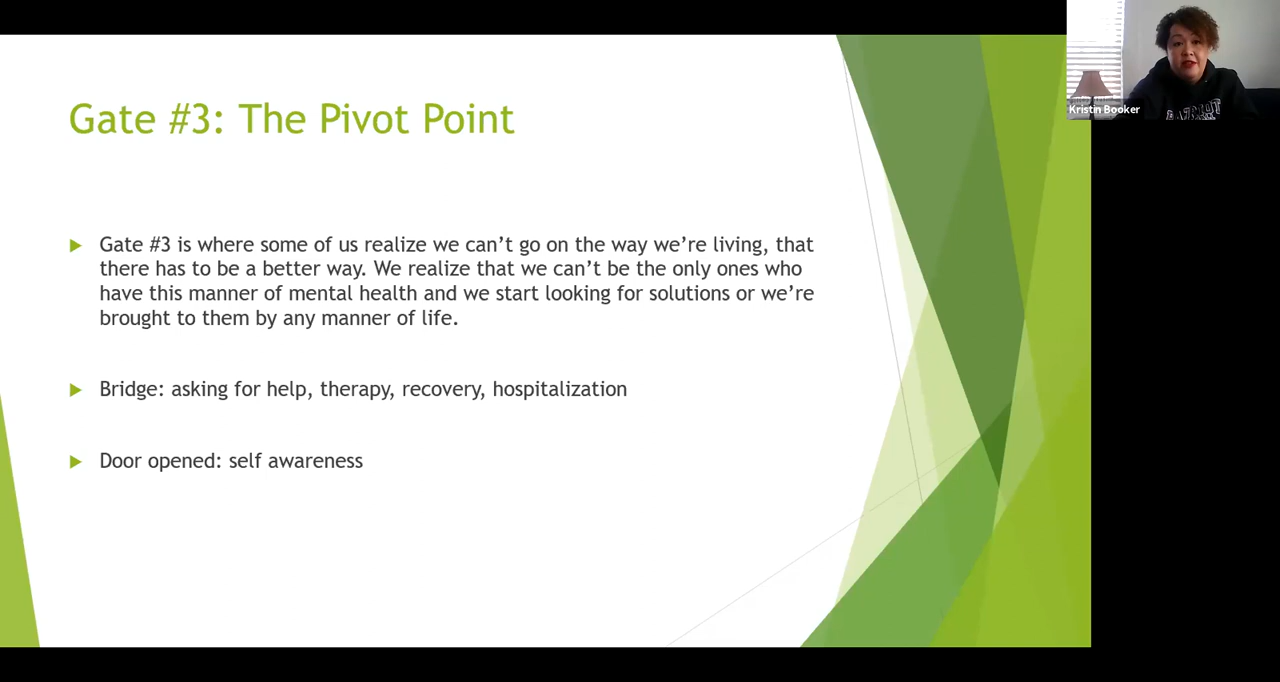 Gate #3: The Pivot Point
Kristin Booker
Gate #3 is where some of us realize we can’t go on the way we’re living, that
there has to be a better way. We realize that we can’t be the only ones who
have this manner of mental health and we start looking for solutions or we’re
brought to them by any manner of life.
Bridge: asking for help, therapy, recovery, hospitalization
Door opened: self awareness